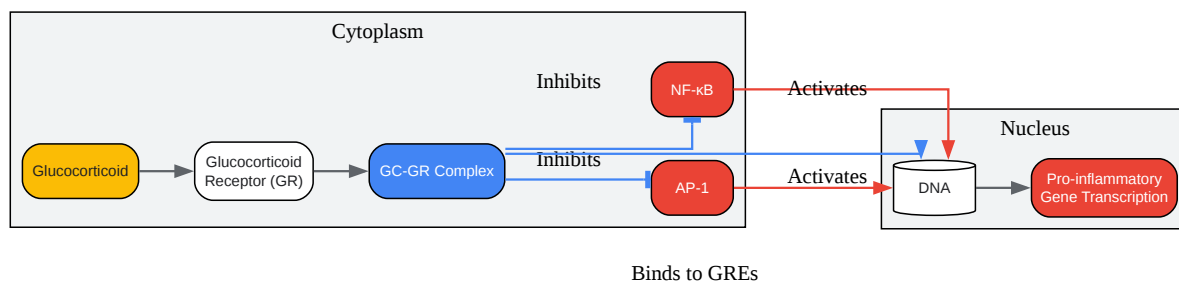 Cytoplasm
Inhibits
NF-κB
Activates
Nucleus
Glucocorticoid
Glucocorticoid
Receptor (GR)
GC-GR Complex
Inhibits
AP-1
Activates
DNA
Pro-inflammatory
Gene Transcription
Binds to GREs